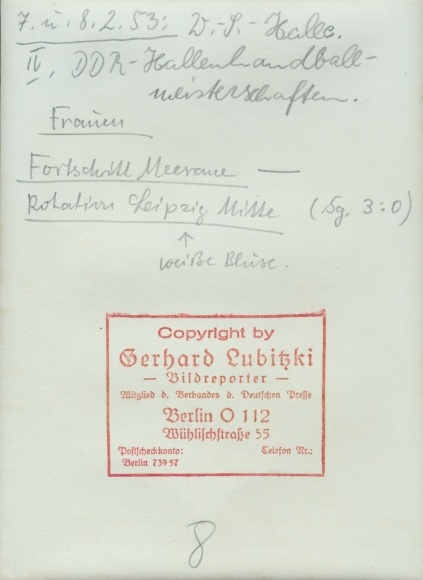 7. u. 8.2.53: W.-S.-Halle.
IV. DDR-Hallenhandball-
meisterschaften.
Frauen
Fortschritt Meerane —
Rotation Leipzig Mitte (Sg. 3:0)
↑
weiße Bluse.
Copyright by
Gerhard Lubitzki
— Bildreporter —
Mitglied d. Verbandes d. Deutschen Presse
Berlin O 112
Wühlischstraße 55
Postscheckkonto: Telefon Nr.:
Berlin 739 57
8